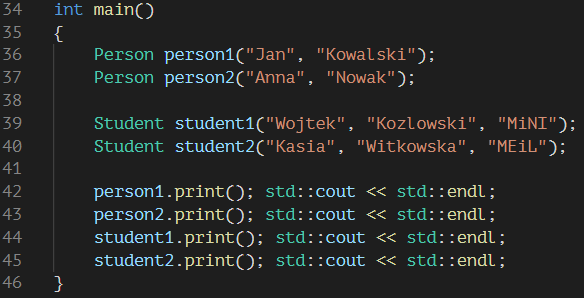 34 int main()
35 {
36     Person person1("Jan", "Kowalski");
37     Person person2("Anna", "Nowak");
38
39     Student student1("Wojtek", "Kozlowski", "MiNI");
40     Student student2("Kasia", "Witkowska", "MEiL");
41
42     person1.print(); std::cout << std::endl;
43     person2.print(); std::cout << std::endl;
44     student1.print(); std::cout << std::endl;
45     student2.print(); std::cout << std::endl;
46 }